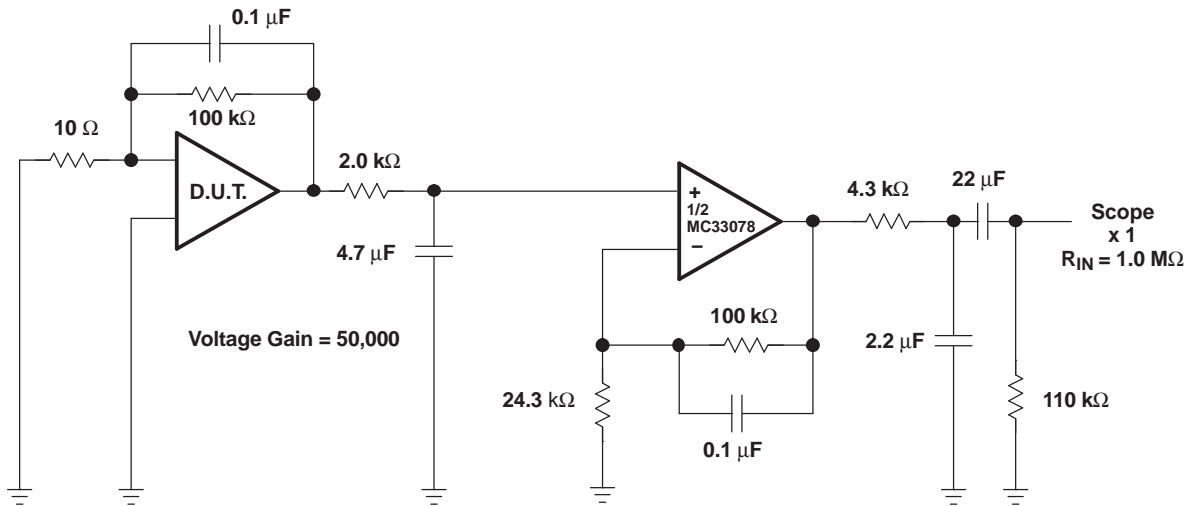 0.1 μF
100 kΩ
10 Ω
D.U.T.
2.0 kΩ
4.7 μF
Voltage Gain = 50,000
+
1/2
MC33078
−
4.3 kΩ
22 μF
Scope
x 1
RIN = 1.0 MΩ
100 kΩ
2.2 μF
24.3 kΩ
0.1 μF
110 kΩ